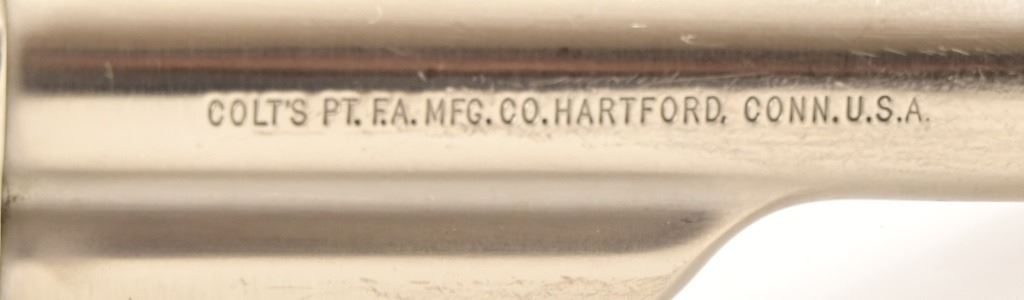 COLT'S PT. F.A. MFG. CO. HARTFORD, CONN. U.S.A.